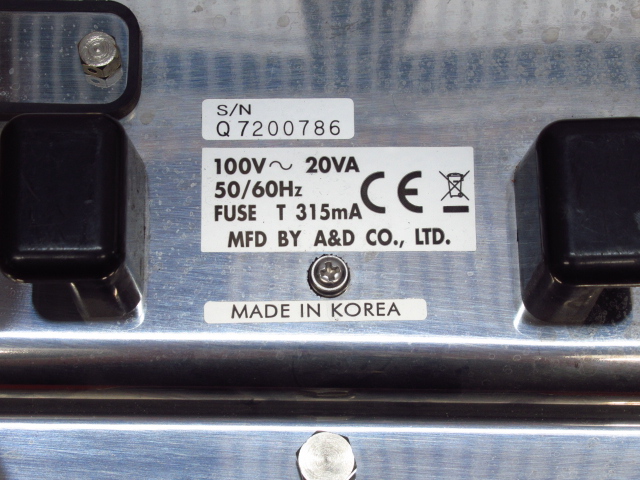 S/N
Q7200786
100V~ 20VA
50/60Hz
FUSE T 315mA
CE
MFD BY A&D CO., LTD.
MADE IN KOREA